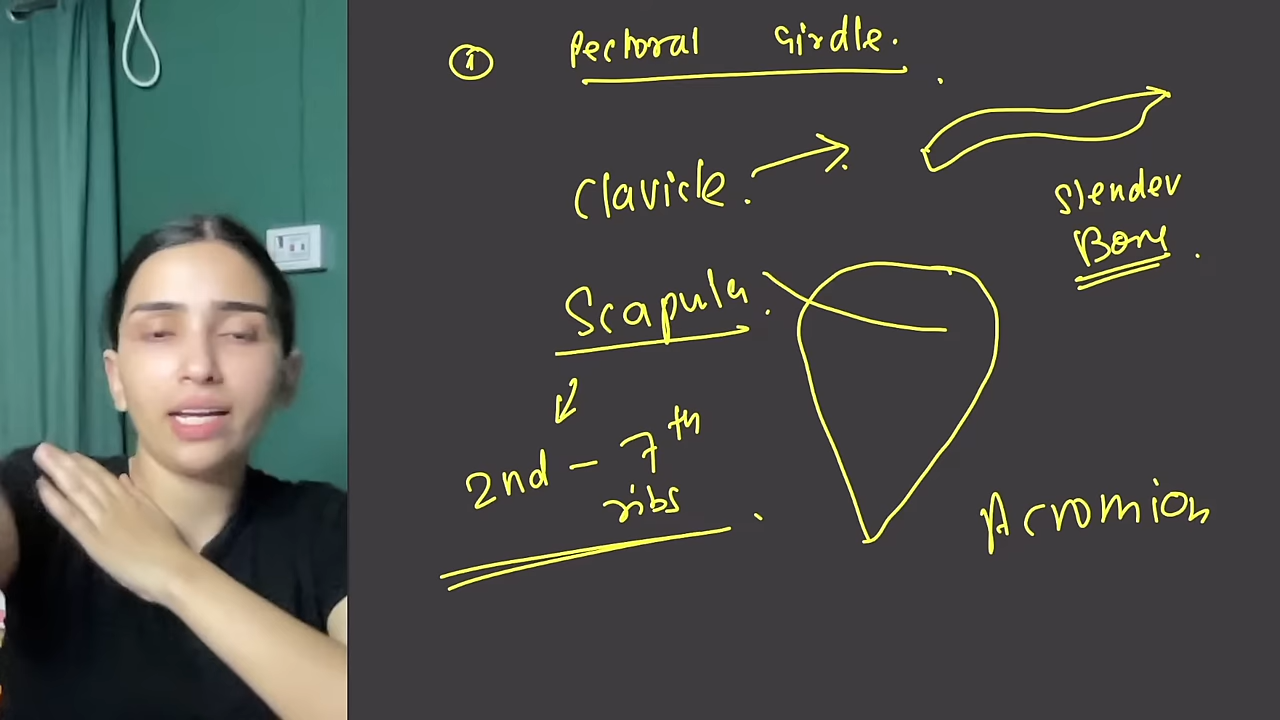 1 Pectoral Girdle.
Clavicle.
Slender
Bone
Scapula.
2nd - 7th
ribs
Acromion